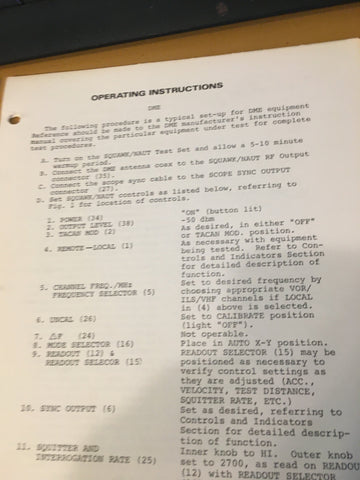 OPERATING INSTRUCTIONS
DME
The following procedure is a typical set-up for DME equipment
Reference should be made to the DME manufacturer's instruction
manual covering the particular equipment under test for complete
test procedures.
A. Turn on the SQUAWK/NAUT Test Set and allow a 5-10 minute
warmup period.
B. Connect the DME antenna coax to the SQUAWK/NAUT RF Output
connector (35).
C. Connect the scope sync cable to the SCOPE SYNC OUTPUT
connector (27).
D. Set SQUAWK/NAUT controls as listed below, referring to
Fig. 1 for location of controls.
1. POWER (34) "ON" (button lit)
2. OUTPUT LEVEL (38) -50 dbm
3. TACAN MOD (2) As desired, in either "OFF"
or TACAN MOD. position.
4. REMOTE—LOCAL (1) As necessary with equipment
being tested. Refer to Con-
trols and Indicators Section
for detailed description of
function.
5. CHANNEL FREQ./MHz Set to desired frequency by
FREQUENCY SELECTOR (5) choosing appropriate VOR/
ILS/VHF channels if LOCAL
in (4) above is selected.
6. UNCAL (26) Set to CALIBRATE position
(light "OFF").
7. △F (24) Not operable.
8. MODE SELECTOR (16) Place in AUTO X-Y position.
9. READOUT (12) & READOUT SELECTOR (15) may be
READOUT SELECOR (15) positioned as necessary to
verify control settings as
they are adjusted (ACC.,
VELOCITY, TEST DISTANCE,
SQUITTER RATE, ETC.)
10. SYNC OUTPUT (6) Set as desired, referring to
Controls and Indicators
Section for detailed descrip-
tion of function.
11. SQUITTER AND Inner knob to HI. Outer knob
INTERROGATION RATE (25) set to 2700, as read on READOUT
(12) with READOUT SELECTOR